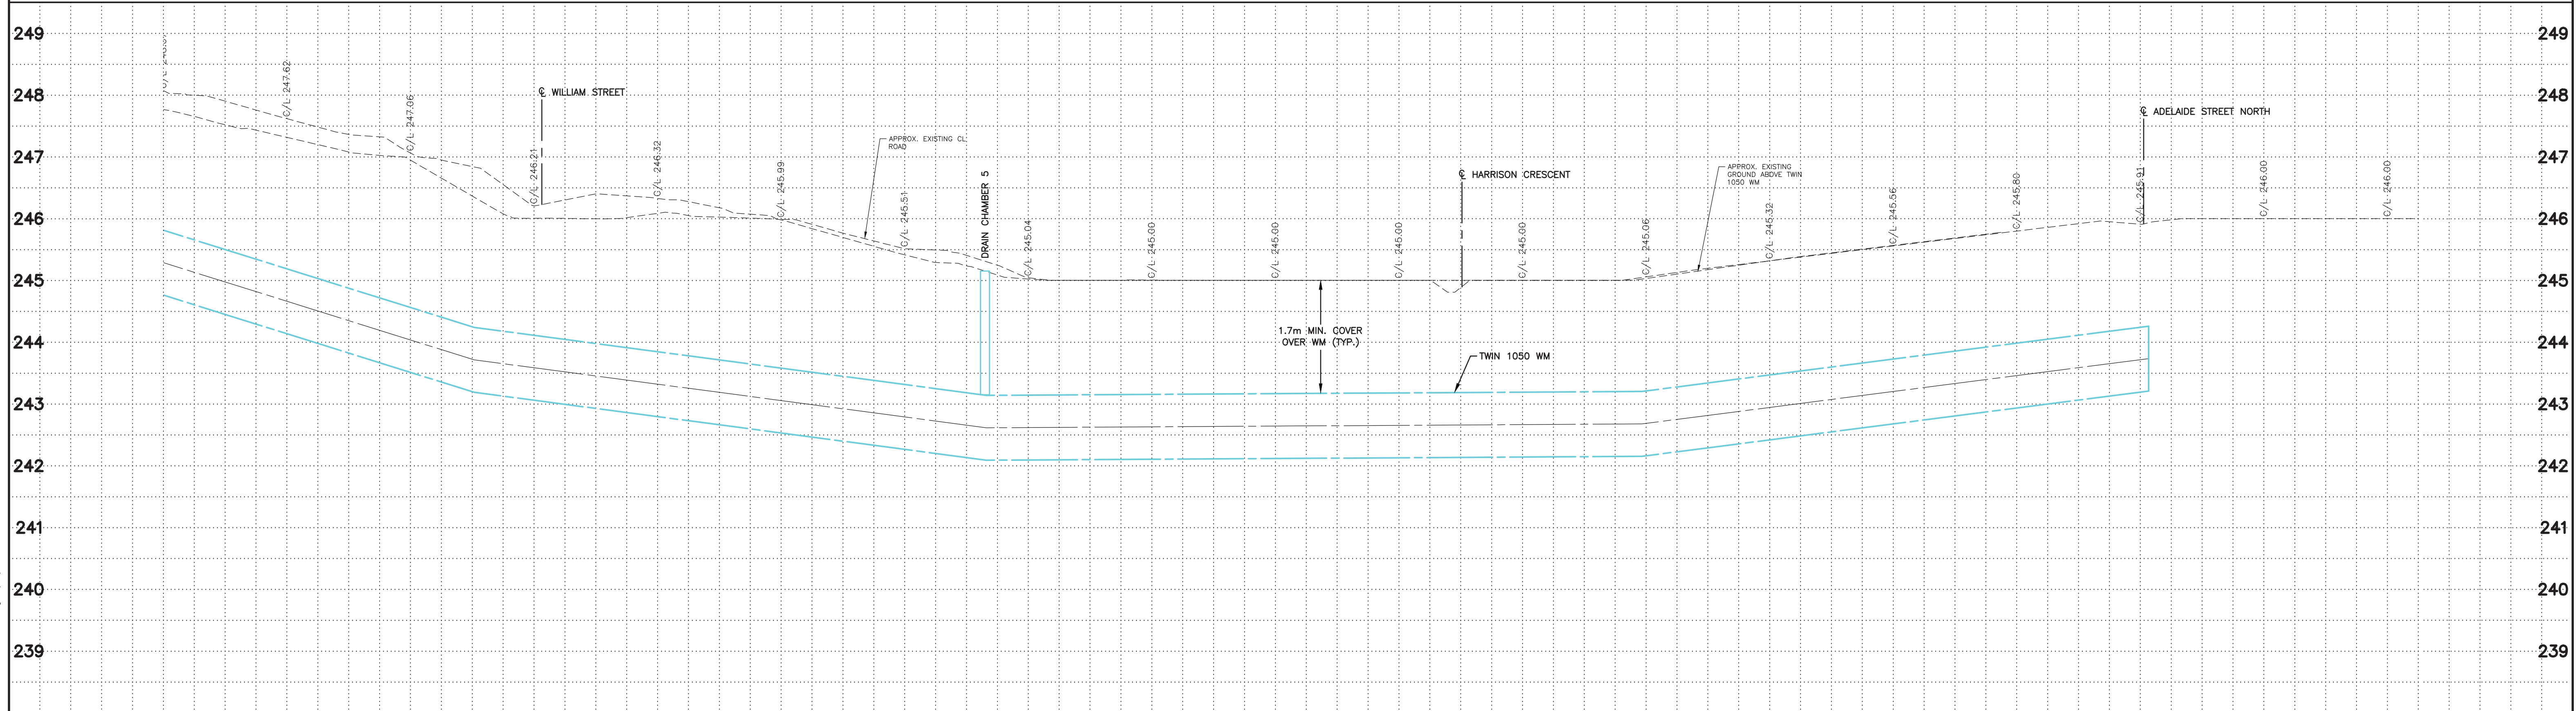 249
249
248
248
247
247
246
246
245
245
244
244
243
243
242
242
241
241
240
240
239
239
C/L 247.62
C/L 247.06
C/L 246.21
℄ WILLIAM STREET
C/L 246.32
C/L 245.99
APPROX. EXISTING CL
ROAD
C/L 245.51
DRAIN CHAMBER 5
C/L 245.04
C/L 245.00
C/L 245.00
1.7m MIN. COVER
OVER WM (TYP.)
C/L 245.00
℄ HARRISON CRESCENT
TWIN 1050 WM
C/L 245.00
C/L 245.06
APPROX. EXISTING
GROUND ABOVE TWIN
1050 WM
C/L 245.32
C/L 245.56
C/L 245.80
℄ ADELAIDE STREET NORTH
C/L 245.91
C/L 246.00
C/L 246.00